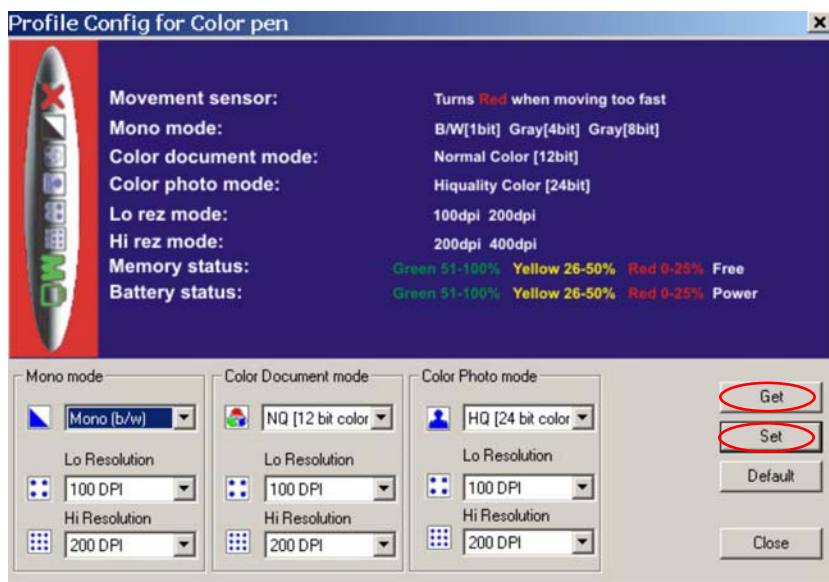 Profile Config for Color pen
Movement sensor: Turns Red when moving too fast
Mono mode: B/W[1bit] Gray[4bit] Gray[8bit]
Color document mode: Normal Color [12bit]
Color photo mode: Hiquality Color [24bit]
Lo rez mode: 100dpi 200dpi
Hi rez mode: 200dpi 400dpi
Memory status: Green 51-100% Yellow 26-50% Red 0-25% Free
Battery status: Green 51-100% Yellow 26-50% Red 0-25% Power
Mono mode
Mono (b/w)
Lo Resolution
100 DPI
Hi Resolution
200 DPI
Color Document mode
NQ [12 bit color
Lo Resolution
100 DPI
Hi Resolution
200 DPI
Color Photo mode
HQ [24 bit color
Lo Resolution
100 DPI
Hi Resolution
200 DPI
Get
Set
Default
Close